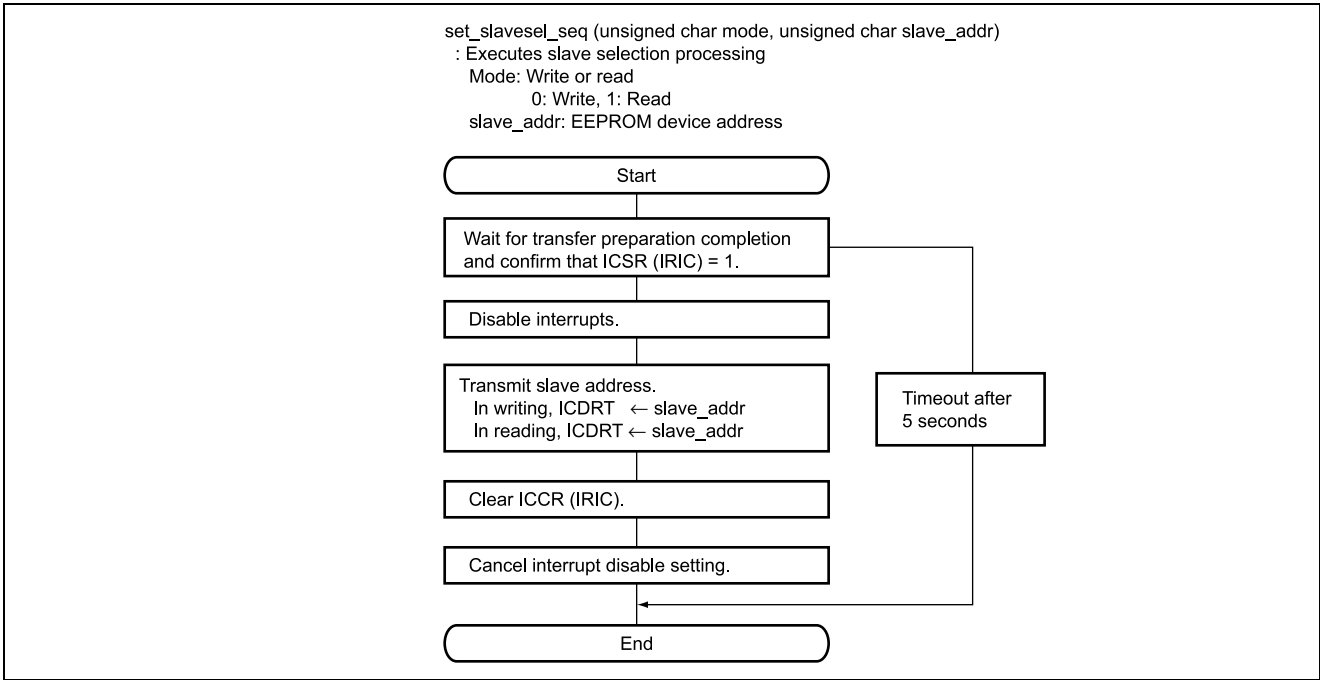 set_slavesel_seq (unsigned char mode, unsigned char slave_addr)
: Executes slave selection processing
Mode: Write or read
0: Write, 1: Read
slave_addr: EEPROM device address
Start
Wait for transfer preparation completion
and confirm that ICSR (IRIC) = 1.
Disable interrupts.
Transmit slave address.
In writing, ICDRT ← slave_addr
In reading, ICDRT ← slave_addr
Timeout after
5 seconds
Clear ICCR (IRIC).
Cancel interrupt disable setting.
End